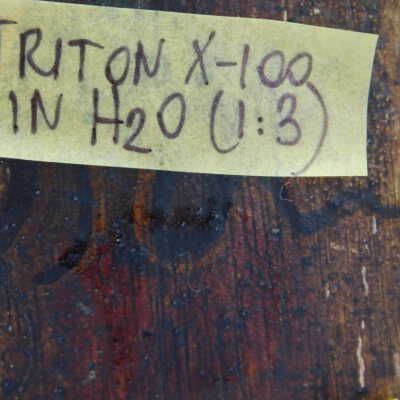 TRITON X-100
IN H2O (1:3)